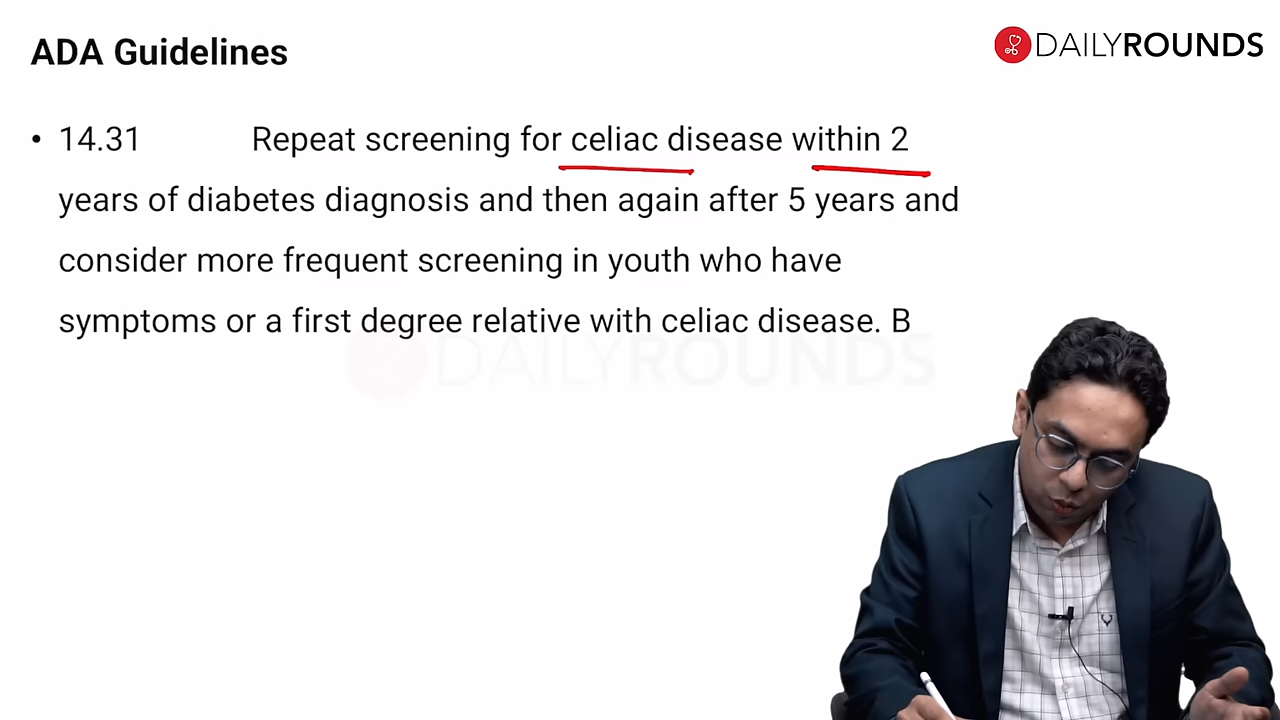 ADA Guidelines
DAILYROUNDS
• 14.31 Repeat screening for celiac disease within 2
years of diabetes diagnosis and then again after 5 years and
consider more frequent screening in youth who have
symptoms or a first degree relative with celiac disease. B
DAILYROUNDS